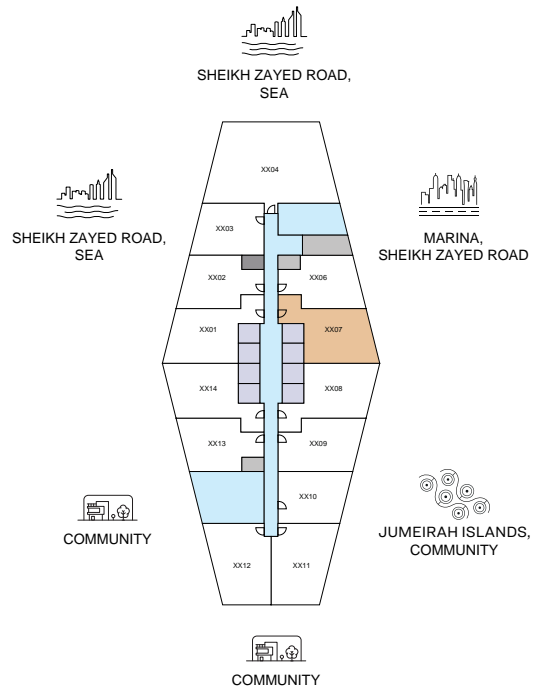 SHEIKH ZAYED ROAD,
SEA
XX04
SHEIKH ZAYED ROAD,
SEA
XX03
MARINA,
SHEIKH ZAYED ROAD
XX02
XX06
XX01
XX07
XX14
XX08
XX13
XX09
XX10
COMMUNITY
JUMEIRAH ISLANDS,
COMMUNITY
XX12
XX11
COMMUNITY